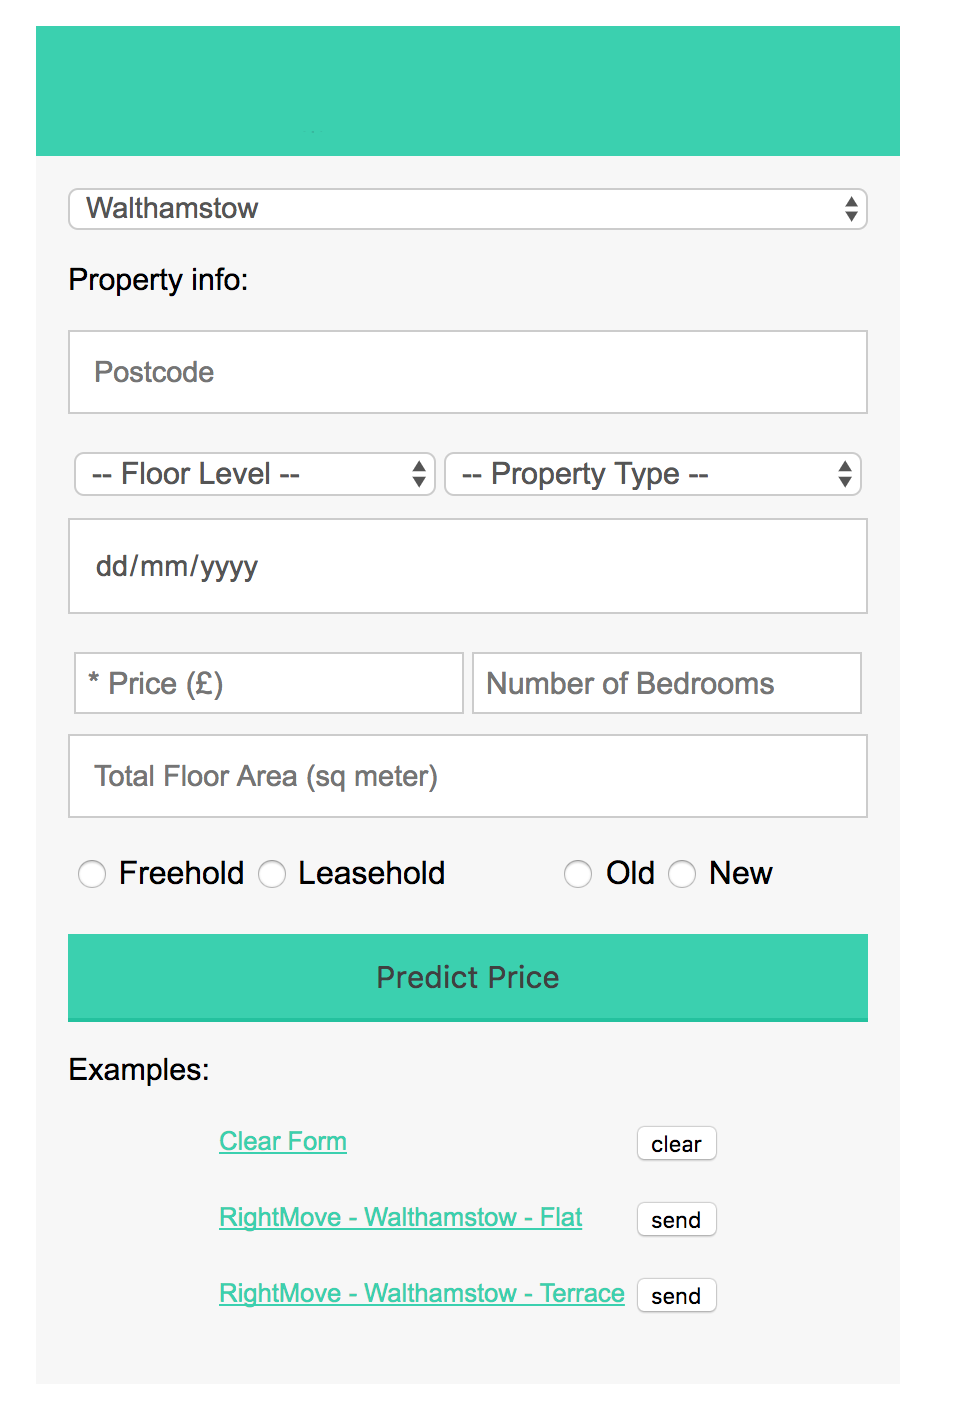 Walthamstow
Property info:
Postcode
-- Floor Level -- -- Property Type --
dd/mm/yyyy
* Price (£) Number of Bedrooms
Total Floor Area (sq meter)
Freehold Leasehold Old New
Predict Price
Examples:
Clear Form clear
RightMove - Walthamstow - Flat send
RightMove - Walthamstow - Terrace send